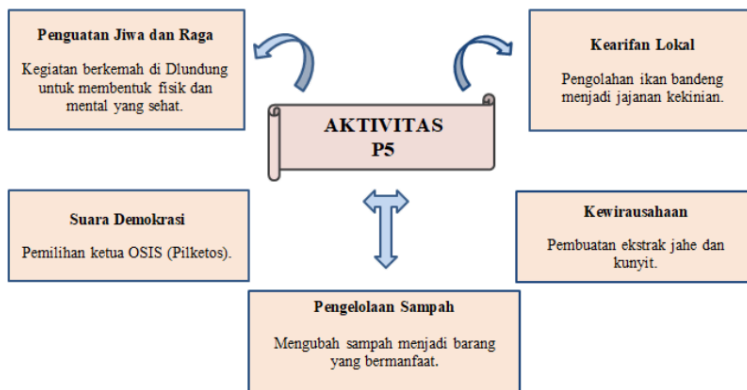 Penguatan Jiwa dan Raga
Kegiatan berkemah di Dlundung
untuk membentuk fisik dan
mental yang sehat.
Kearifan Lokal
Pengolahan ikan bandeng
menjadi jajanan kekinian.
AKTIVITAS
P5
Suara Demokrasi
Pemilihan ketua OSIS (Pilketos).
Kewirausahaan
Pembuatan ekstrak jahe dan
kunyit.
Pengelolaan Sampah
Mengubah sampah menjadi barang
yang bermanfaat.